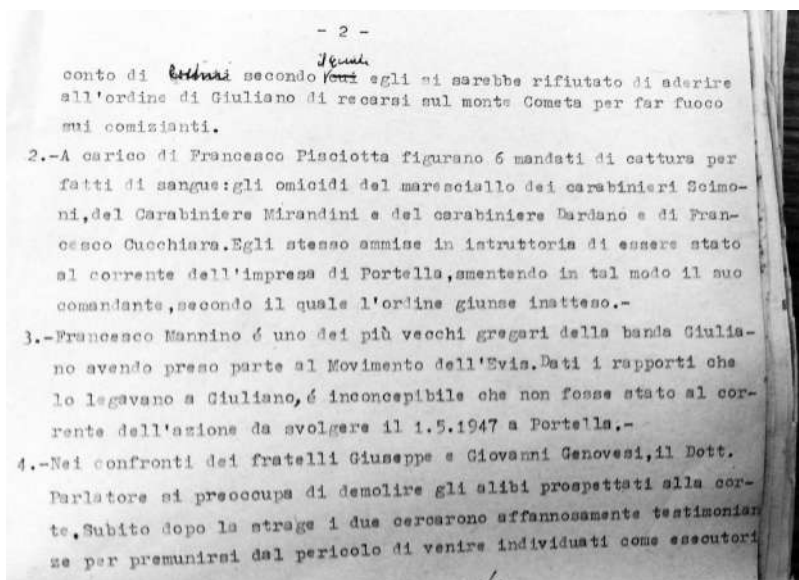 - 2 -
il quale
conto di secondo voui egli si sarebbe rifiutato di aderire
all'ordine di Giuliano di recarsi sul monte Cometa per far fuoco
sui comizianti.
2.-A carico di Francesco Pisciotta figurano 6 mandati di cattura per
fatti di sangue:gli omicidi del maresciallo dei carabinieri Scimo-
ni,del Carabiniere Mirandini e del carabiniere Dardano e di Fran-
cesco Cucchiara.Egli stesso ammise in istruttoria di essere stato
al corrente dell'impresa di Portella,smentendo in tal modo il suo
comandante,secondo il quale l'ordine giunse inatteso.-
3.-Francesco Mannino é uno dei più vecchi gregari della banda Giulia-
no avendo preso parte al Movimento dell'Evis.Dati i rapporti che
lo legavano a Giuliano,é inconcepibile che non fosse stato al cor-
rente dell'azione da svolgere il 1.5.1947 a Portella.-
4.-Nei confronti dei fratelli Giuseppe e Giovanni Genovesi,il Dott.
Parlatore si preoccupa di demolire gli alibi prospettati alla cor-
te.Subito dopo la strage i due cercarono affannosamente testimonian
ze per premunirsi dal pericolo di venire individuati come esecutori